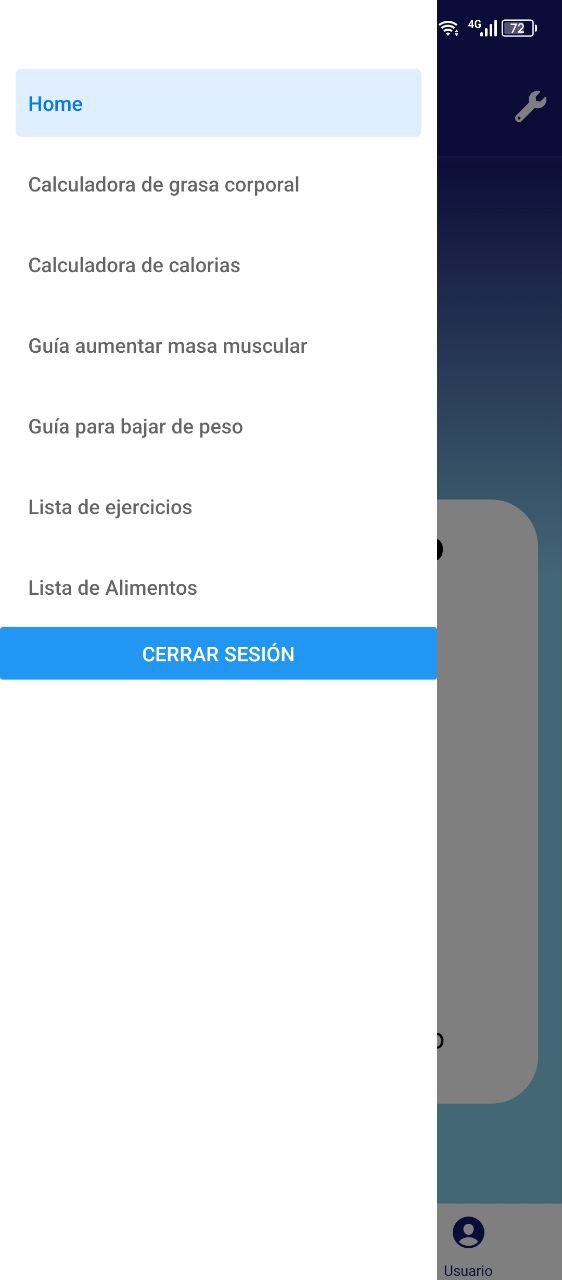 4G 72
Home
Calculadora de grasa corporal
Calculadora de calorias
Guía aumentar masa muscular
Guía para bajar de peso
Lista de ejercicios
Lista de Alimentos
CERRAR SESIÓN
Usuario